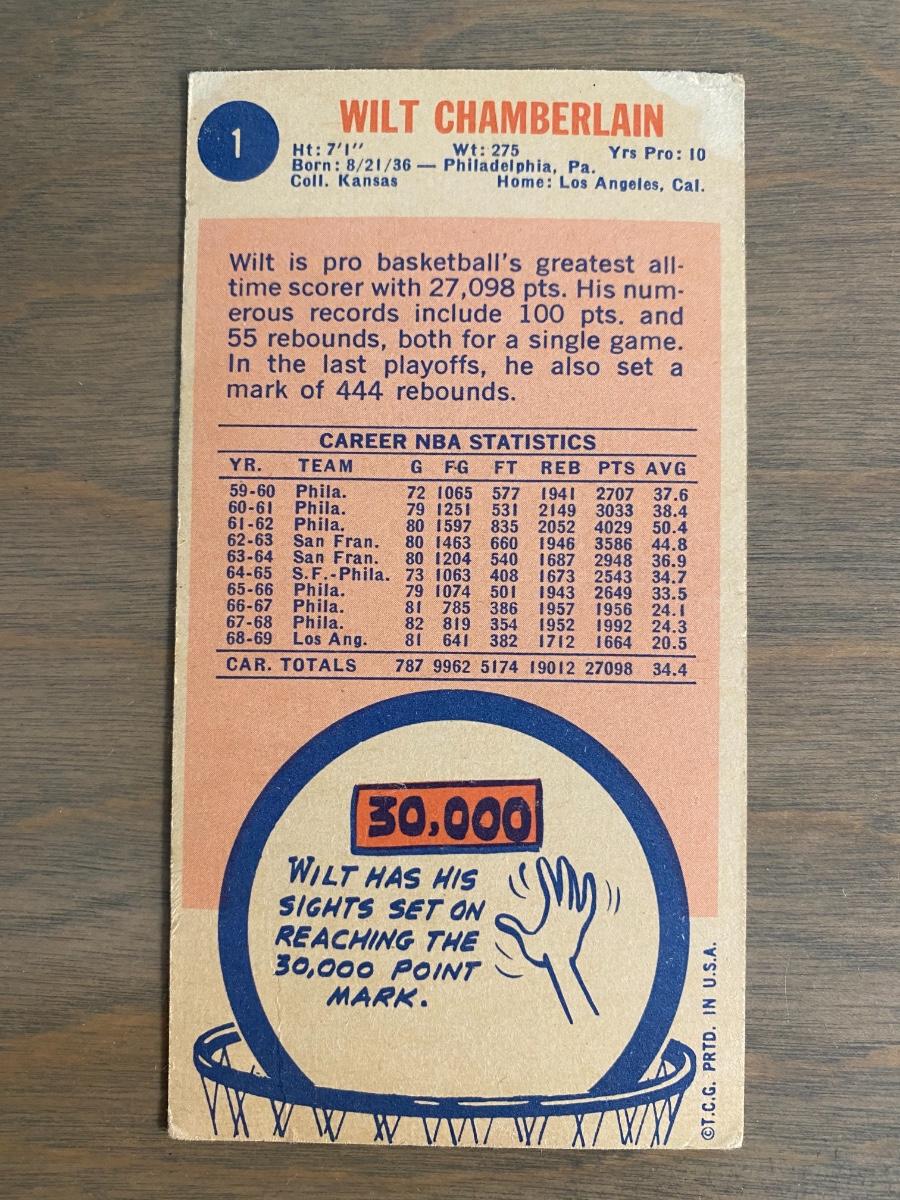 1
WILT CHAMBERLAIN
Ht: 7'1'' Wt: 275 Yrs Pro: 10
Born: 8/21/36 — Philadelphia, Pa.
Coll. Kansas Home: Los Angeles, Cal.
Wilt is pro basketball's greatest all-
time scorer with 27,098 pts. His num-
erous records include 100 pts. and
55 rebounds, both for a single game.
In the last playoffs, he also set a
mark of 444 rebounds.
CAREER NBA STATISTICS
YR. TEAM G FG FT REB PTS AVG
59-60 Phila. 72 1065 577 1941 2707 37.6
60-61 Phila. 79 1251 531 2149 3033 38.4
61-62 Phila. 80 1597 835 2052 4029 50.4
62-63 San Fran. 80 1463 660 1946 3586 44.8
63-64 San Fran. 80 1204 540 1687 2948 36.9
64-65 S.F.-Phila. 73 1063 408 1673 2543 34.7
65-66 Phila. 79 1074 501 1943 2649 33.5
66-67 Phila. 81 785 386 1957 1956 24.1
67-68 Phila. 82 819 354 1952 1992 24.3
68-69 Los Ang. 81 641 382 1712 1664 20.5
CAR. TOTALS 787 9962 5174 19012 27098 34.4
30,000
WILT HAS HIS
SIGHTS SET ON
REACHING THE
30,000 POINT
MARK.
©T.C.G. PRTD. IN U.S.A.